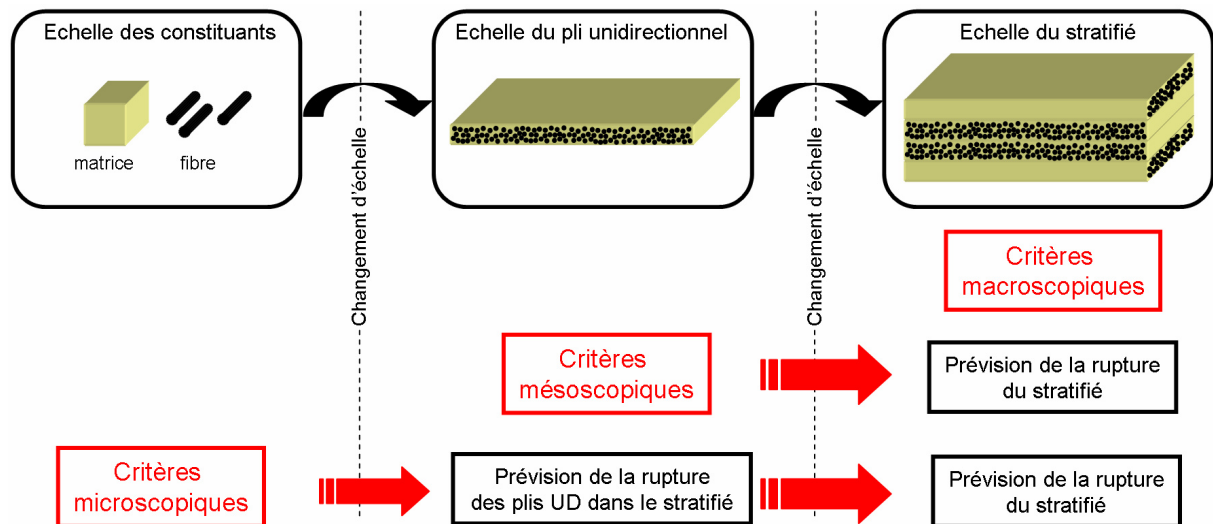 Echelle des constituants
matrice
fibre
Changement d'échelle
Echelle du pli unidirectionnel
Changement d'échelle
Echelle du stratifié
Critères
macroscopiques
Critères
mésoscopiques
Prévision de la rupture
du stratifié
Critères
microscopiques
Prévision de la rupture
des plis UD dans le stratifié
Prévision de la rupture
du stratifié